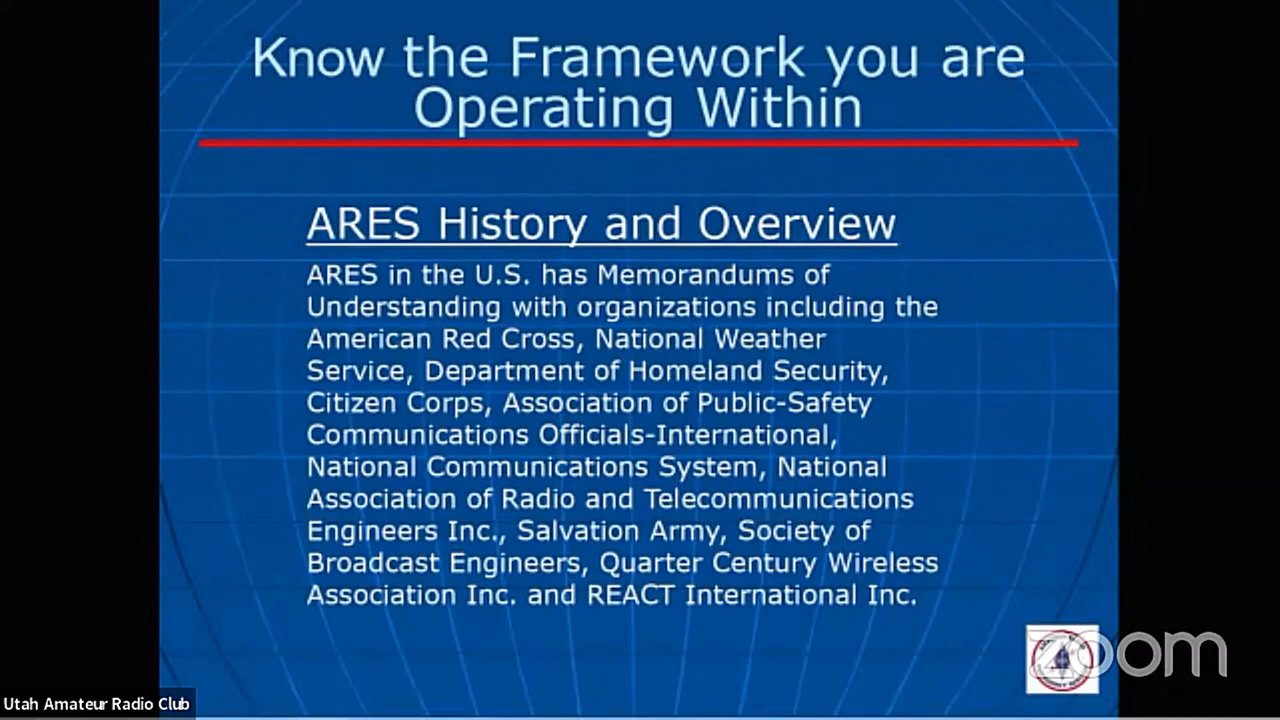 Know the Framework you are
Operating Within
ARES History and Overview
ARES in the U.S. has Memorandums of
Understanding with organizations including the
American Red Cross, National Weather
Service, Department of Homeland Security,
Citizen Corps, Association of Public-Safety
Communications Officials-International,
National Communications System, National
Association of Radio and Telecommunications
Engineers Inc., Salvation Army, Society of
Broadcast Engineers, Quarter Century Wireless
Association Inc. and REACT International Inc.
zoom
Utah Amateur Radio Club